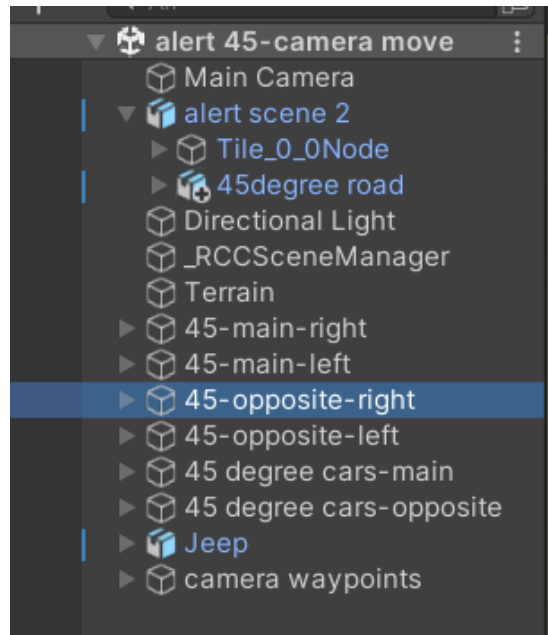 alert 45-camera move
Main Camera
alert scene 2
Tile_0_0Node
45degree road
Directional Light
_RCCSceneManager
Terrain
45-main-right
45-main-left
45-opposite-right
45-opposite-left
45 degree cars-main
45 degree cars-opposite
Jeep
camera waypoints